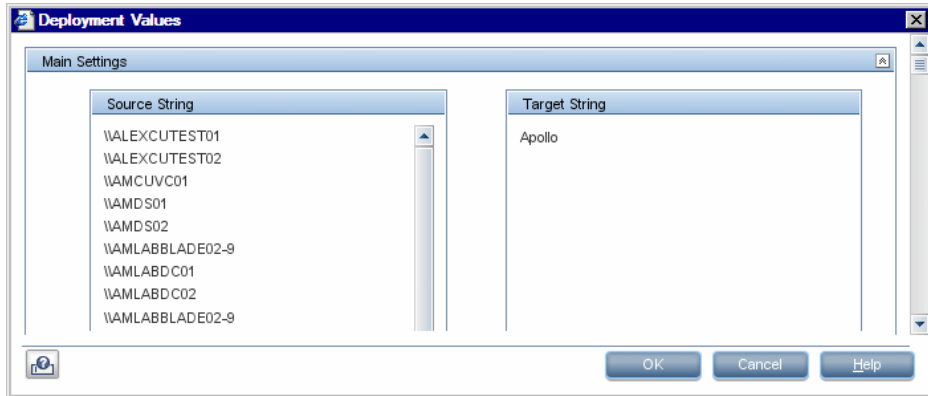 Deployment Values
Main Settings
Source String
\\ALEXCUTEST01
\\ALEXCUTEST02
\\AMCUVC01
\\AMDS01
\\AMDS02
\\AMLABBLADE02-9
\\AMLABDC01
\\AMLABDC02
\\AMLABBLADE02-9
Target String
Apollo
OK Cancel Help